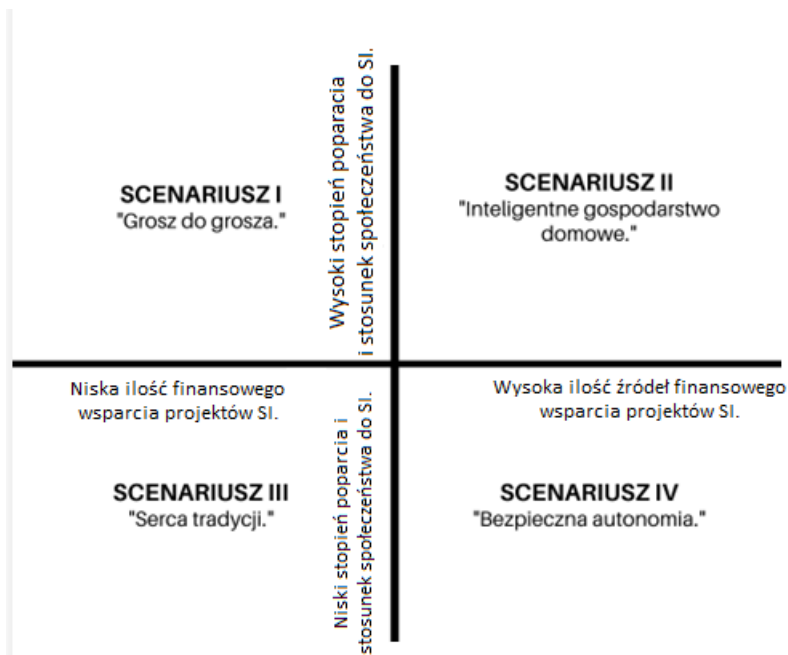 Wysoki stopień poparacia
i stosunek społeczeństwa do SI.
SCENARIUSZ I
"Grosz do grosza."
SCENARIUSZ II
"Inteligentne gospodarstwo
domowe."
Niska ilość finansowego
wsparcia projektów SI.
Wysoka ilość źródeł finansowego
wsparcia projektów SI.
Niski stopień poparcia i
stosunek społeczeństwa do SI.
SCENARIUSZ III
"Serca tradycji."
SCENARIUSZ IV
"Bezpieczna autonomia."